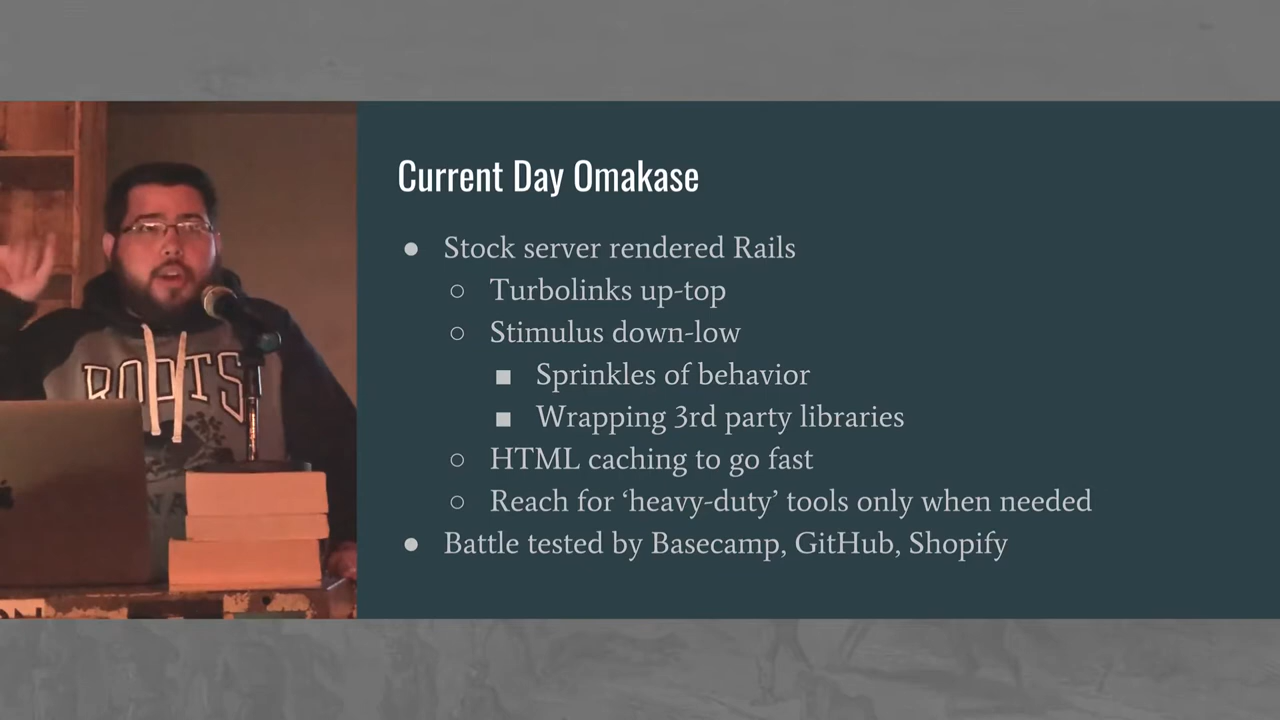 Current Day Omakase
● Stock server rendered Rails
○ Turbolinks up-top
○ Stimulus down-low
■ Sprinkles of behavior
■ Wrapping 3rd party libraries
○ HTML caching to go fast
○ Reach for ‘heavy-duty’ tools only when needed
● Battle tested by Basecamp, GitHub, Shopify
ROOTS